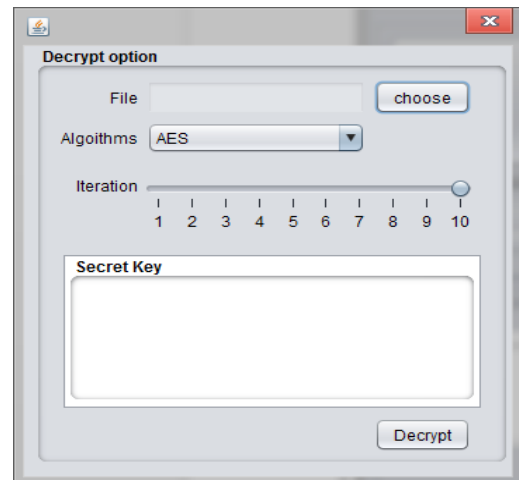 Decrypt option
File choose
Algoithms AES
Iteration
1 2 3 4 5 6 7 8 9 10
Secret Key
Decrypt